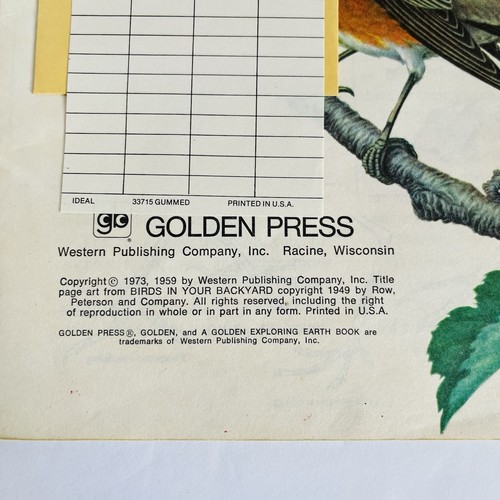 IDEAL 33715 GUMMED PRINTED IN U.S.A.
gb
GOLDEN PRESS
Western Publishing Company, Inc. Racine, Wisconsin
Copyright © 1973, 1959 by Western Publishing Company, Inc. Title
page art from BIRDS IN YOUR BACKYARD copyright 1949 by Row,
Peterson and Company. All rights reserved, including the right
of reproduction in whole or in part in any form. Printed in U.S.A.
GOLDEN PRESS®, GOLDEN, and A GOLDEN EXPLORING EARTH BOOK are
trademarks of Western Publishing Company, Inc.